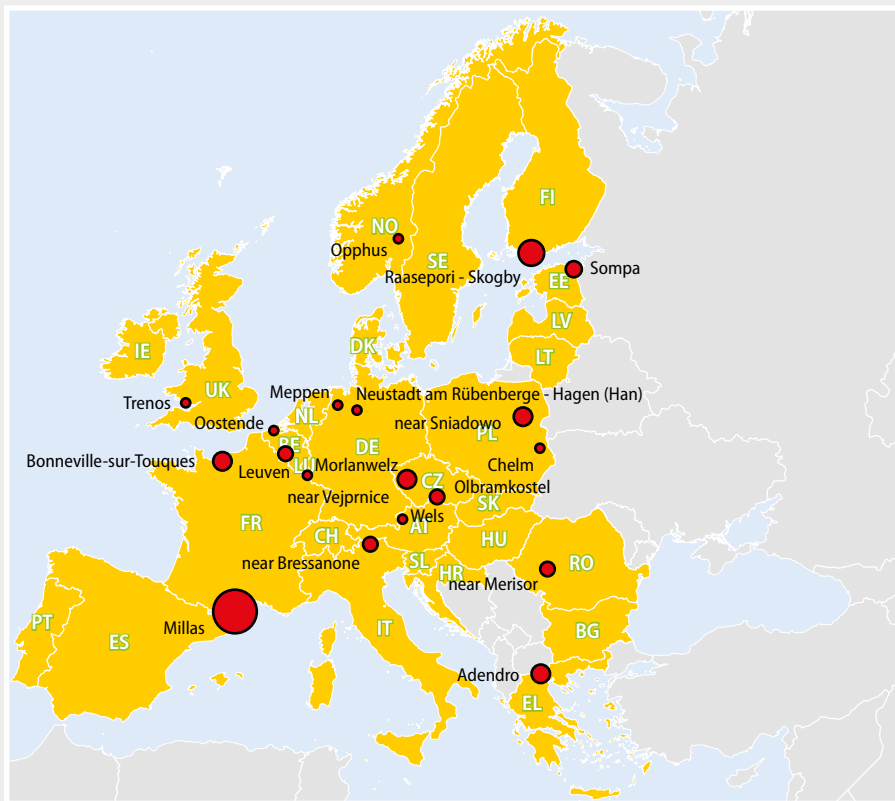 FI
NO
Opphus
SE
Raasepori - Skogby
Sompa
EE
LV
DK
IE
LT
UK
Meppen
Neustadt am Rübenberge - Hagen (Han)
Trenos
NL
near Sniadowo
Oostende
PL
BE
DE
Bonneville-sur-Touques
Leuven
LU
Morlanwelz
Chelm
CZ
Olbramkostel
near Vejprnice
SK
Wels
FR
AT
CH
HU
near Bressanone
SL
RO
HR
near Merisor
Millas
PT
ES
IT
BG
Adendro
EL